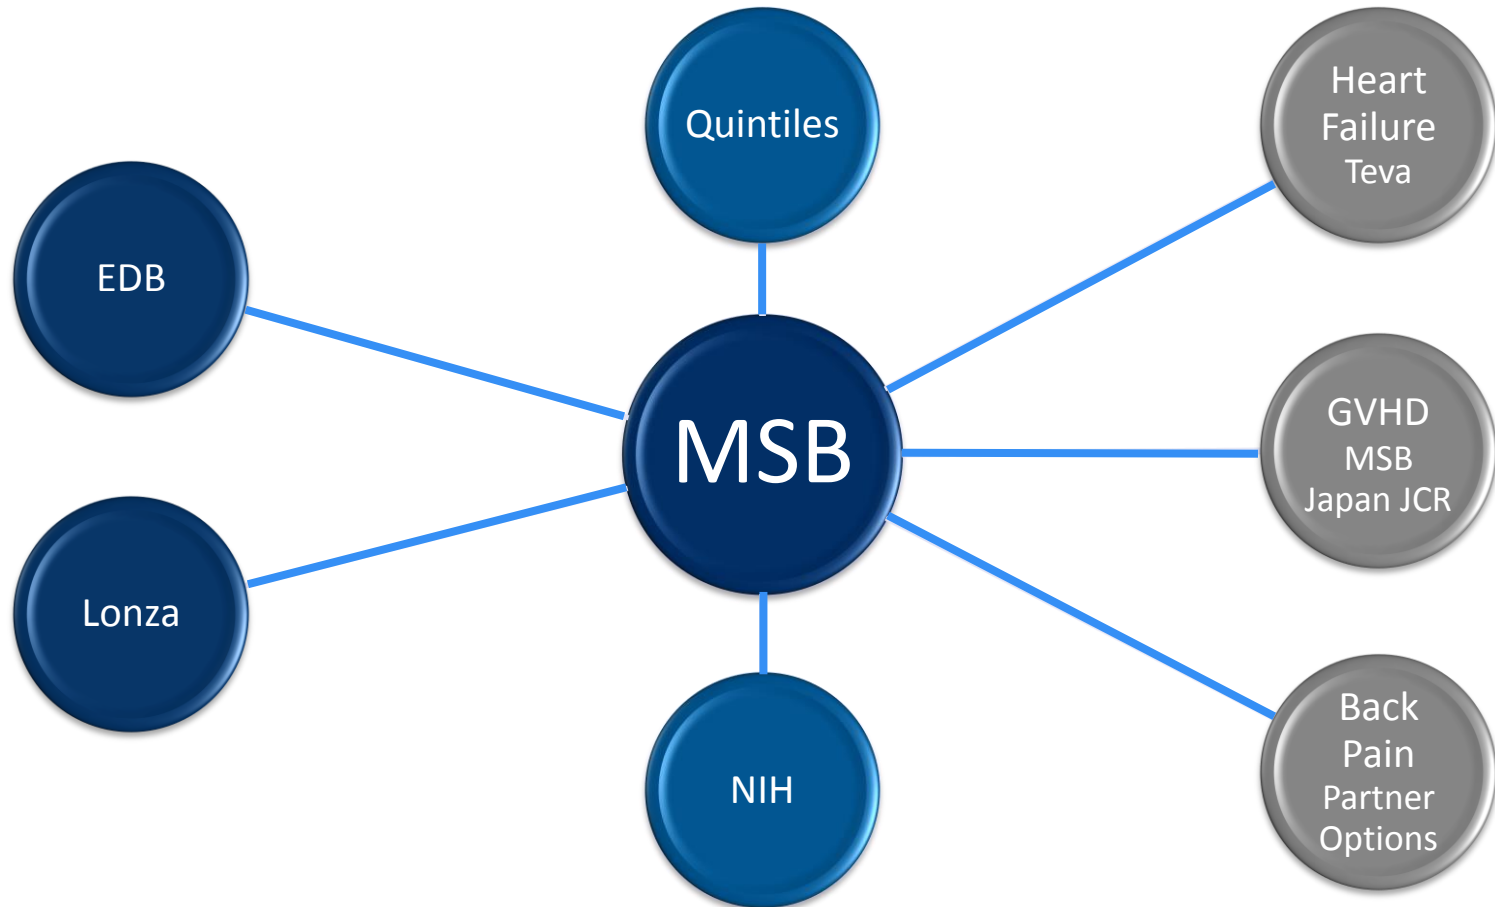 Quintiles
Heart
Failure
Teva
EDB
MSB
GVHD
MSB
Japan JCR
Lonza
NIH
Back
Pain
Partner
Options